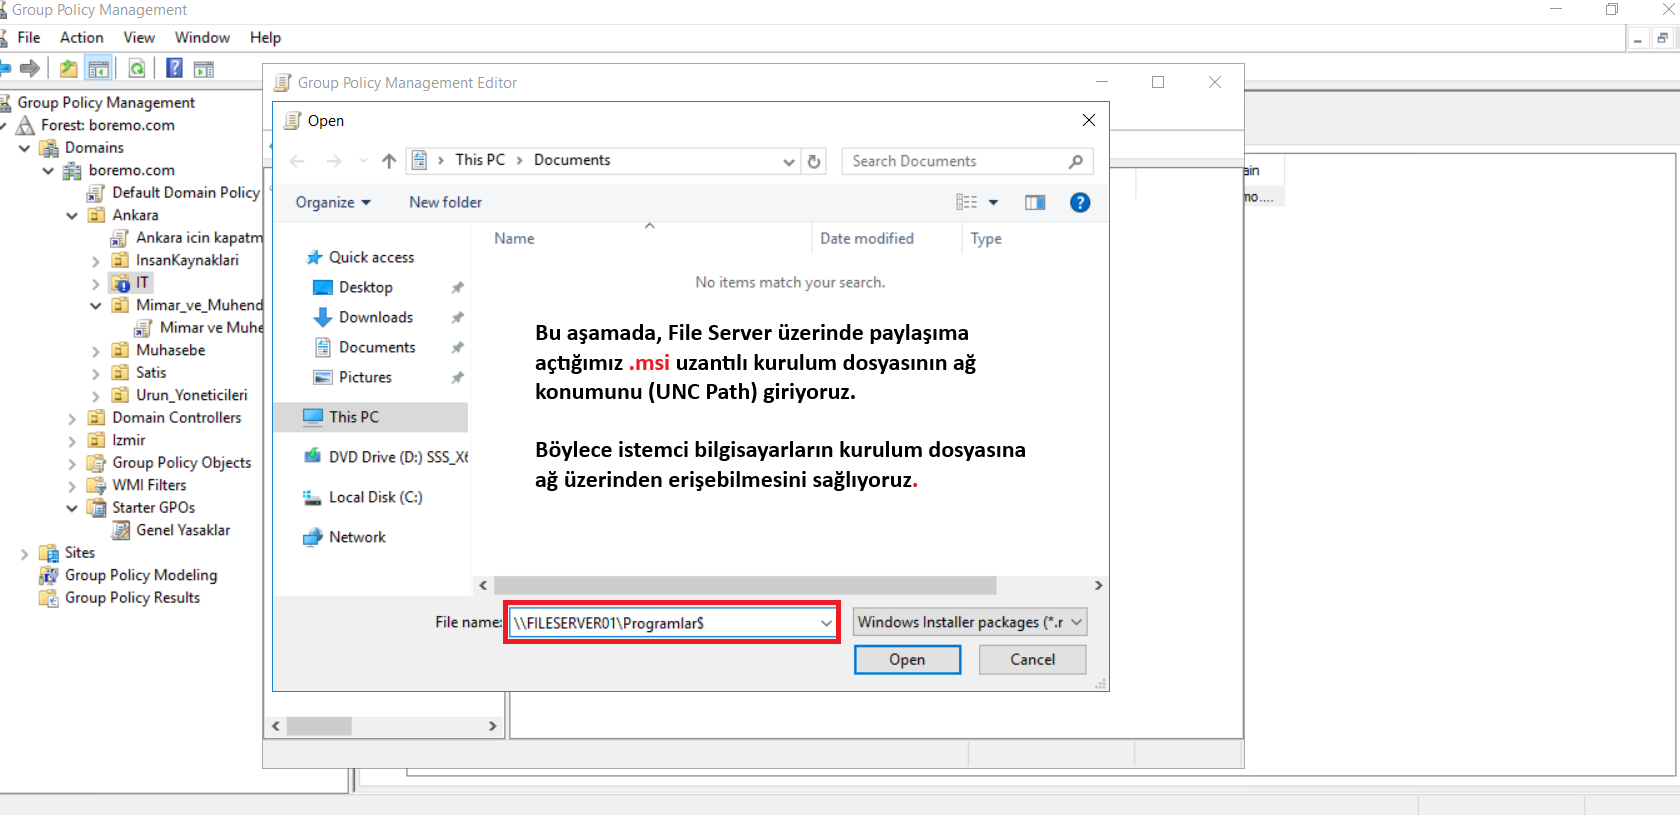 Group Policy Management
File Action View Window Help
Group Policy Management
Forest: boremo.com
Domains
boremo.com
Default Domain Policy
Ankara
Ankara icin kapatm
InsanKaynaklari
IT
Mimar_ve_Muhend
Mimar ve Muhe
Muhasebe
Satis
Urun_Yoneticileri
Domain Controllers
Izmir
Group Policy Objects
WMI Filters
Starter GPOs
Genel Yasaklar
Sites
Group Policy Modeling
Group Policy Results
Group Policy Management Editor
Open
This PC > Documents
Search Documents
Organize New folder
Name Date modified Type
No items match your search.
Quick access
Desktop
Downloads
Documents
Pictures
This PC
DVD Drive (D:) SSS_X6
Local Disk (C:)
Network
Bu aşamada, File Server üzerinde paylaşıma
açtığımız .msi uzantılı kurulum dosyasının ağ
konumunu (UNC Path) giriyoruz.
Böylece istemci bilgisayarların kurulum dosyasına
ağ üzerinden erişebilmesini sağlıyoruz.
File name: \\FILESERVER01\Programlar$
Windows Installer packages (*.r
Open Cancel
ain
mo....